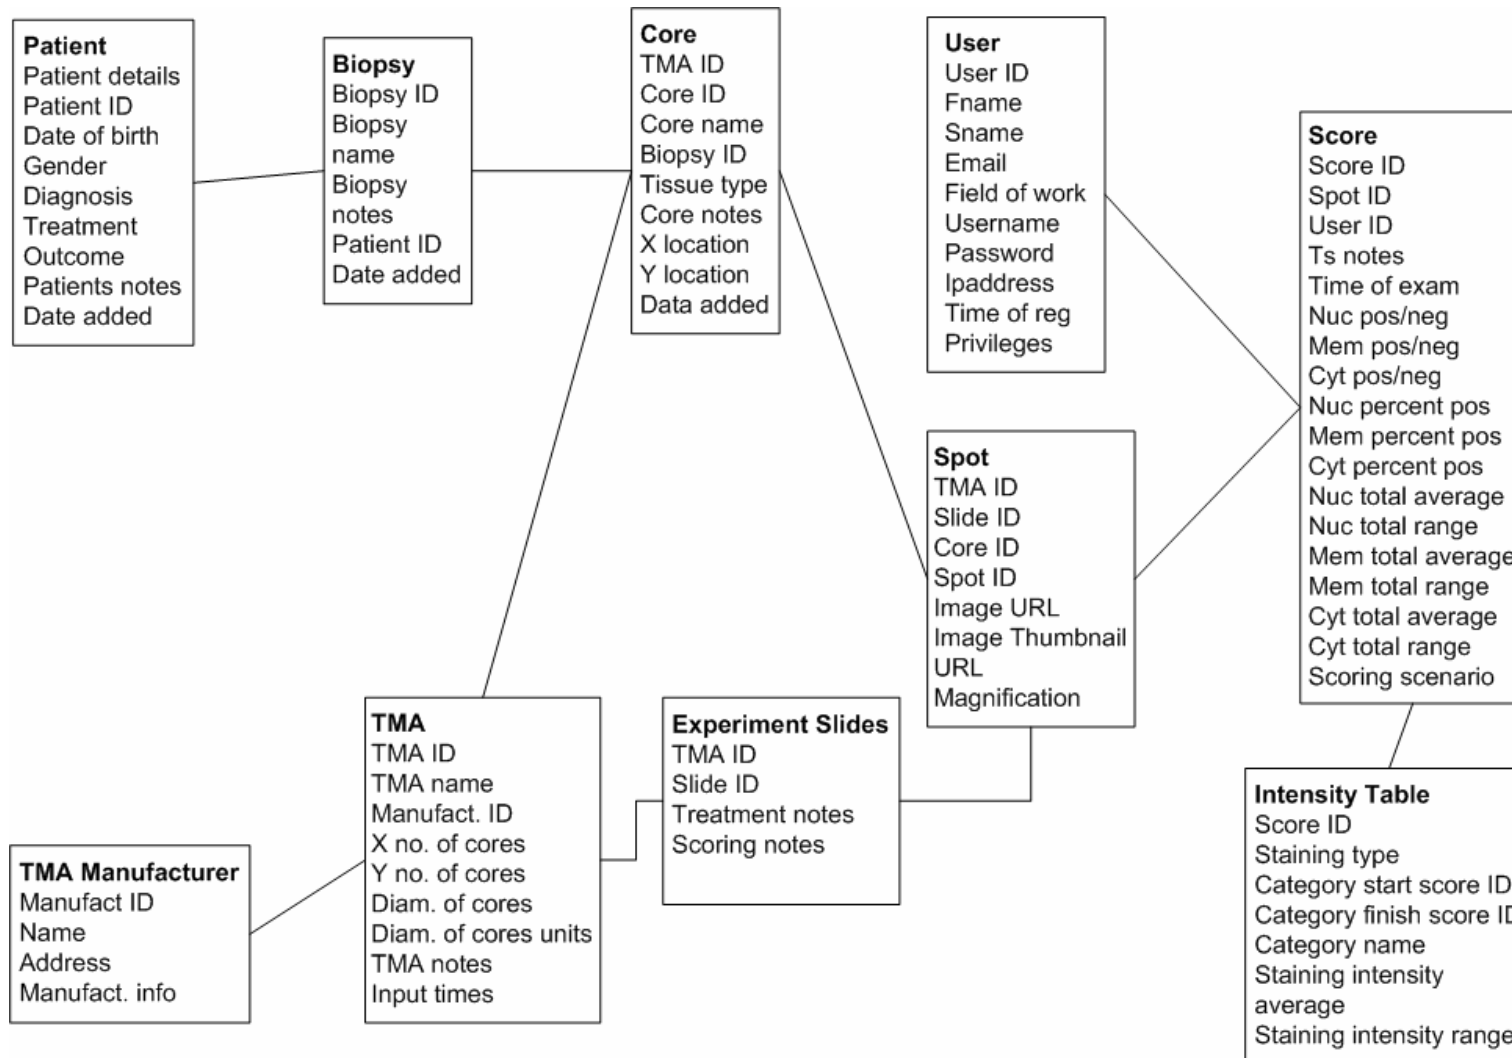 Patient
Patient details
Patient ID
Date of birth
Gender
Diagnosis
Treatment
Outcome
Patients notes
Date added
Biopsy
Biopsy ID
Biopsy
name
Biopsy
notes
Patient ID
Date added
Core
TMA ID
Core ID
Core name
Biopsy ID
Tissue type
Core notes
X location
Y location
Data added
User
User ID
Fname
Sname
Email
Field of work
Username
Password
Ipaddress
Time of reg
Privileges
Score
Score ID
Spot ID
User ID
Ts notes
Time of exam
Nuc pos/neg
Mem pos/neg
Cyt pos/neg
Nuc percent pos
Mem percent pos
Cyt percent pos
Nuc total average
Nuc total range
Mem total average
Mem total range
Cyt total average
Cyt total range
Scoring scenario
Spot
TMA ID
Slide ID
Core ID
Spot ID
Image URL
Image Thumbnail
URL
Magnification
TMA
TMA ID
TMA name
Manufact. ID
X no. of cores
Y no. of cores
Diam. of cores
Diam. of cores units
TMA notes
Input times
Experiment Slides
TMA ID
Slide ID
Treatment notes
Scoring notes
TMA Manufacturer
Manufact ID
Name
Address
Manufact. info
Intensity Table
Score ID
Staining type
Category start score ID
Category finish score ID
Category name
Staining intensity
average
Staining intensity range